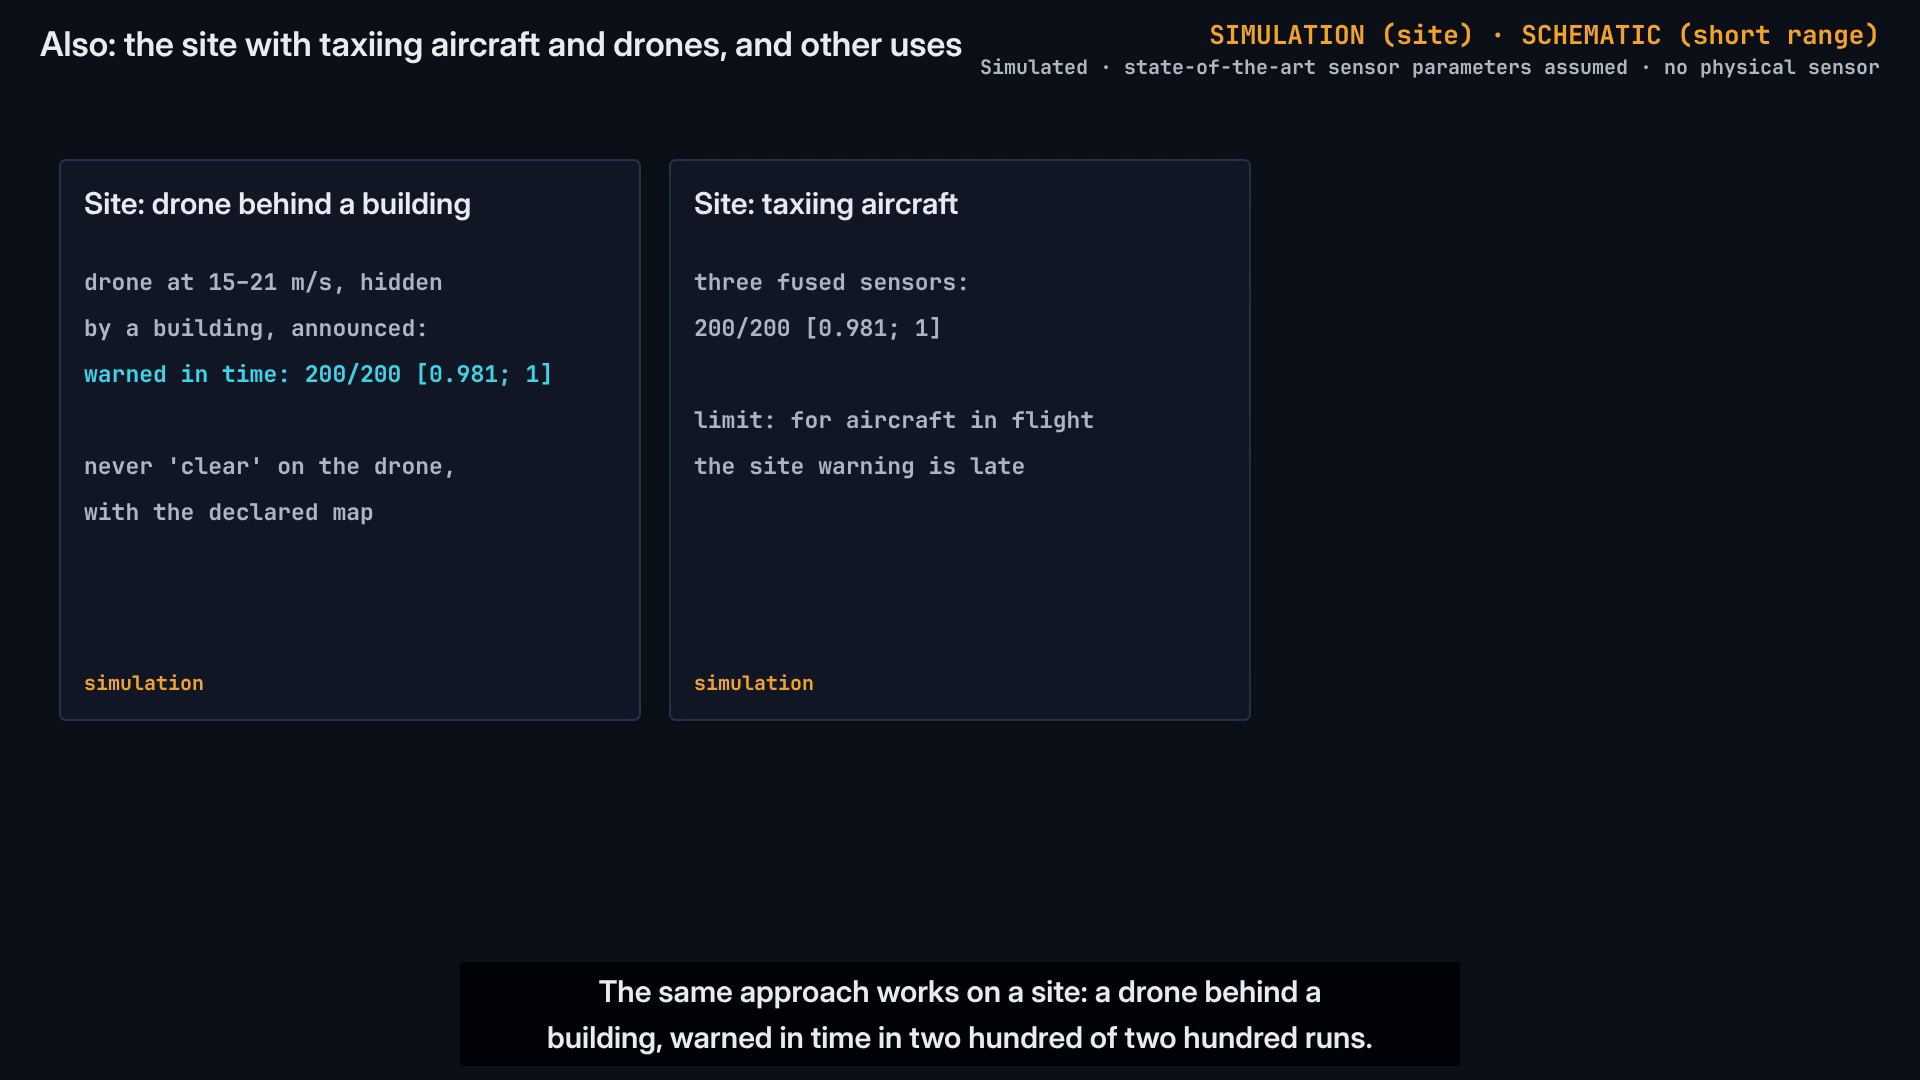 Also: the site with taxiing aircraft and drones, and other uses
SIMULATION (site) · SCHEMATIC (short range)
Simulated · state-of-the-art sensor parameters assumed · no physical sensor
Site: drone behind a building
drone at 15–21 m/s, hidden
by a building, announced:
warned in time: 200/200 [0.981; 1]
never 'clear' on the drone,
with the declared map
simulation
Site: taxiing aircraft
three fused sensors:
200/200 [0.981; 1]
limit: for aircraft in flight
the site warning is late
simulation
The same approach works on a site: a drone behind a
building, warned in time in two hundred of two hundred runs.